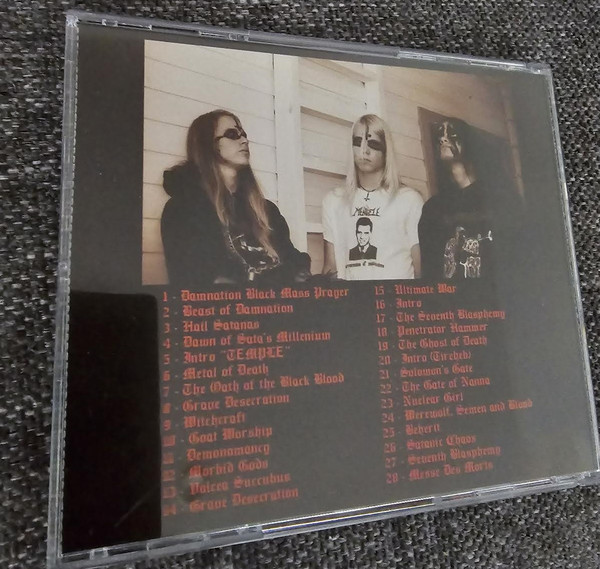 MENGELE
1 - Damnation Black Mass Prayer
2 - Beast of Damnation
3 - Hail Satanas
4 - Dawn of Sata's Millenium
5 - Intro "TEMPLE"
6 - Metal of Death
7 - The Oath of the Black Blood
8 - Grave Desecration
9 - Witchcraft
10 - Goat Worship
11 - Demonomancy
12 - Morbid Gods
13 - Succubus
14 - Grave Desecration
15 - Ultimate War
16 - Intro
17 - The Seventh Blasphemy
18 - Penetrator Hammer
19 - The Ghost of Death
20 - Intro
21 - Solomon's Gate
22 - The Gate of Nanna
23 - Nuclear Girl
24 - Werewolf, Semen and Blood
25 - Beherit
26 - Satanic Chaos
27 - Seventh Blasphemy
28 - Messe Des Morts